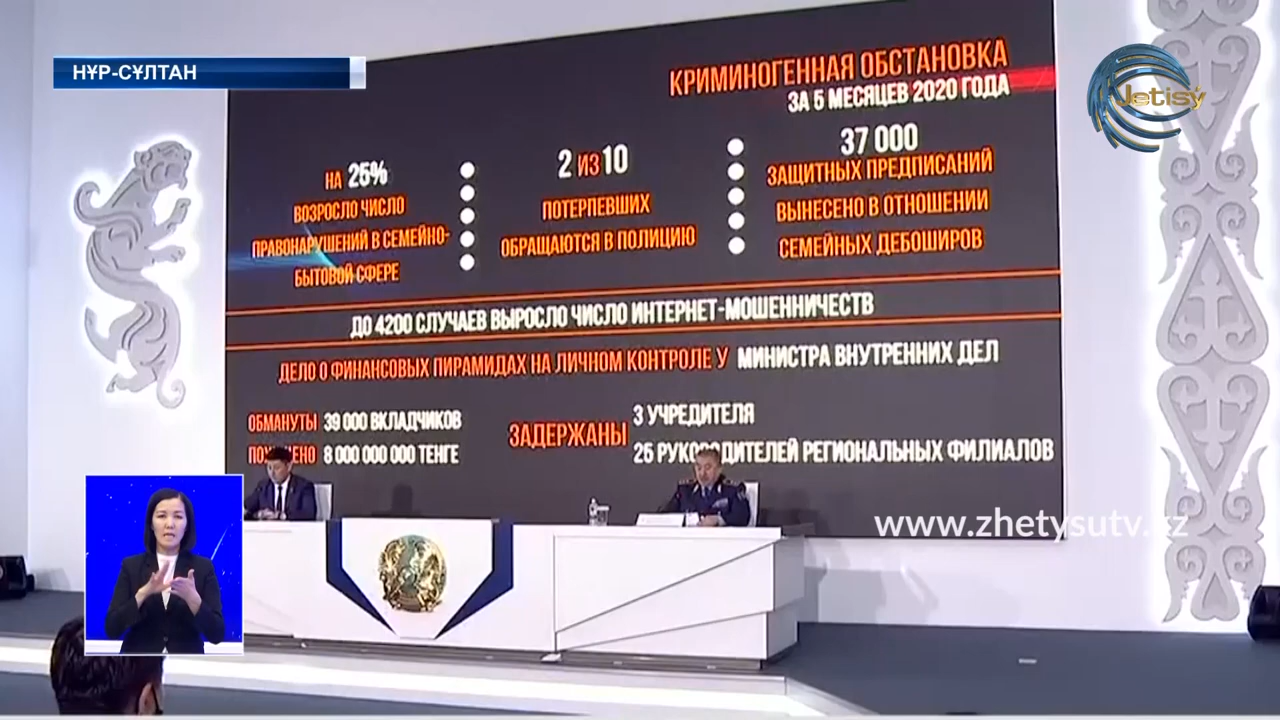 НҰР-СҰЛТАН
Jetisý
КРИМИНОГЕННАЯ ОБСТАНОВКА
ЗА 5 МЕСЯЦЕВ 2020 ГОДА
НА 25%
ВОЗРОСЛО ЧИСЛО
ПРАВОНАРУШЕНИЙ В СЕМЕЙНО-
БЫТОВОЙ СФЕРЕ
2 ИЗ 10
ПОТЕРПЕВШИХ
ОБРАЩАЮТСЯ В ПОЛИЦИЮ
37 000
ЗАЩИТНЫХ ПРЕДПИСАНИЙ
ВЫНЕСЕНО В ОТНОШЕНИИ
СЕМЕЙНЫХ ДЕБОШИРОВ
ДО 4200 СЛУЧАЕВ ВЫРОСЛО ЧИСЛО ИНТЕРНЕТ-МОШЕННИЧЕСТВ
ДЕЛО О ФИНАНСОВЫХ ПИРАМИДАХ НА ЛИЧНОМ КОНТРОЛЕ У МИНИСТРА ВНУТРЕННИХ ДЕЛ
ОБМАНУТЫ 39 000 ВКЛАДЧИКОВ
8 000 000 000 ТЕНГЕ
ЗАДЕРЖАНЫ
3 УЧРЕДИТЕЛЯ
25 РУКОВОДИТЕЛЕЙ РЕГИОНАЛЬНЫХ ФИЛИАЛОВ
www.zhetysutv.kz